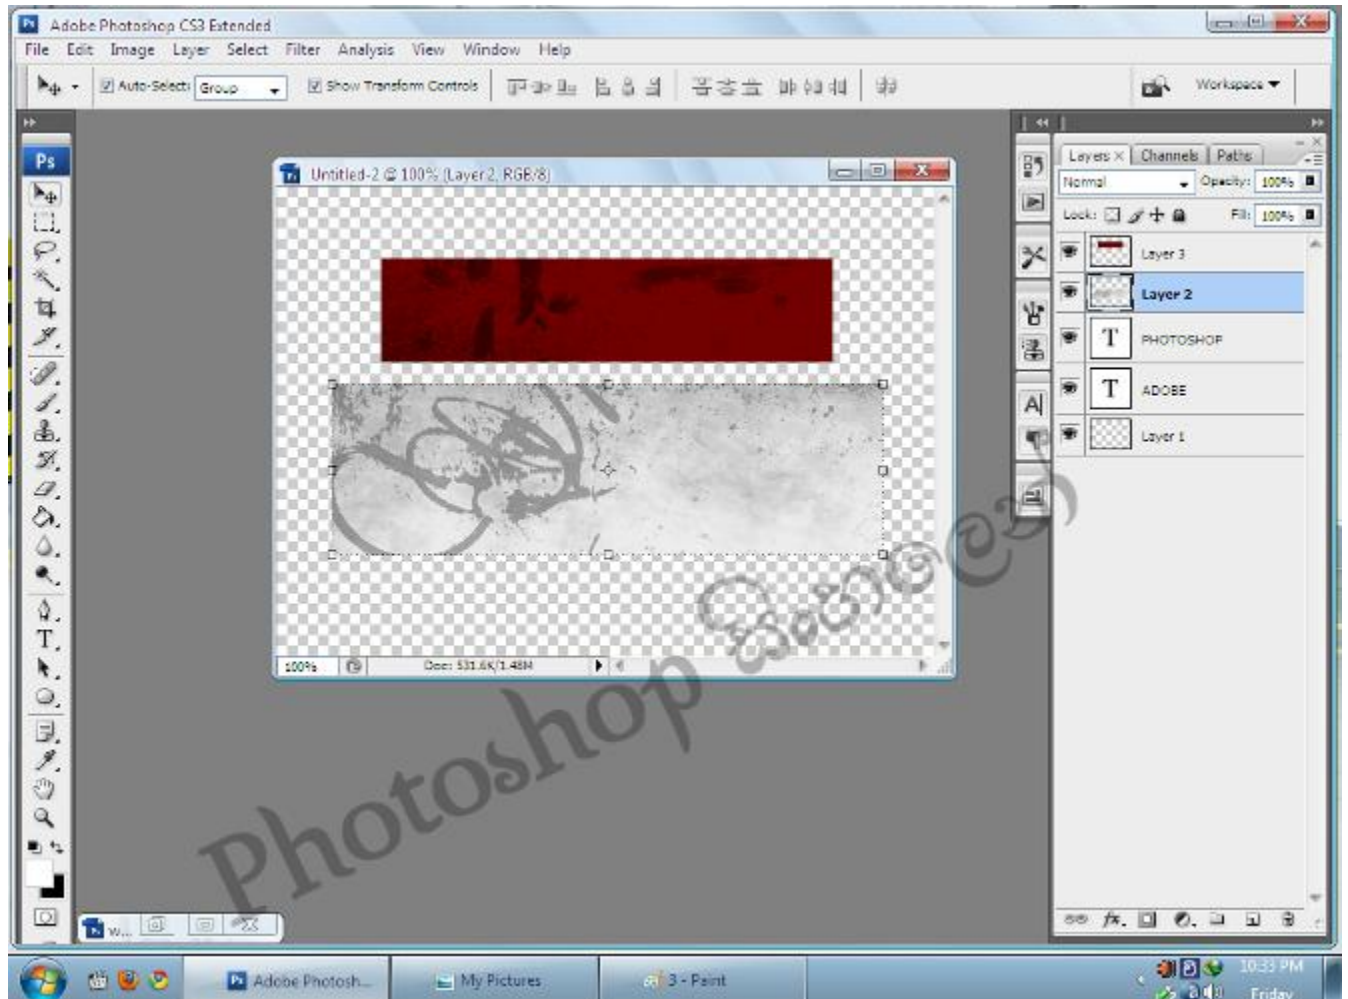 Adobe Photoshop CS3 Extended
File Edit Image Layer Select Filter Analysis View Window Help
Auto-Select: Group Show Transform Controls Workspace
Ps
Untitled-2 @ 100% (Layer 2, RGB/8)
Layers × Channels Paths
Normal Opacity: 100%
Lock: Fill: 100%
Layer 3
Layer 2
T PHOTOSHOP
T ADOBE
Layer 1
100% Doc: 531.6K/1.48M
Photoshop සිංහලෙන්
w...
Adobe Photosh... My Pictures 3 - Paint 10:33 PM
Friday